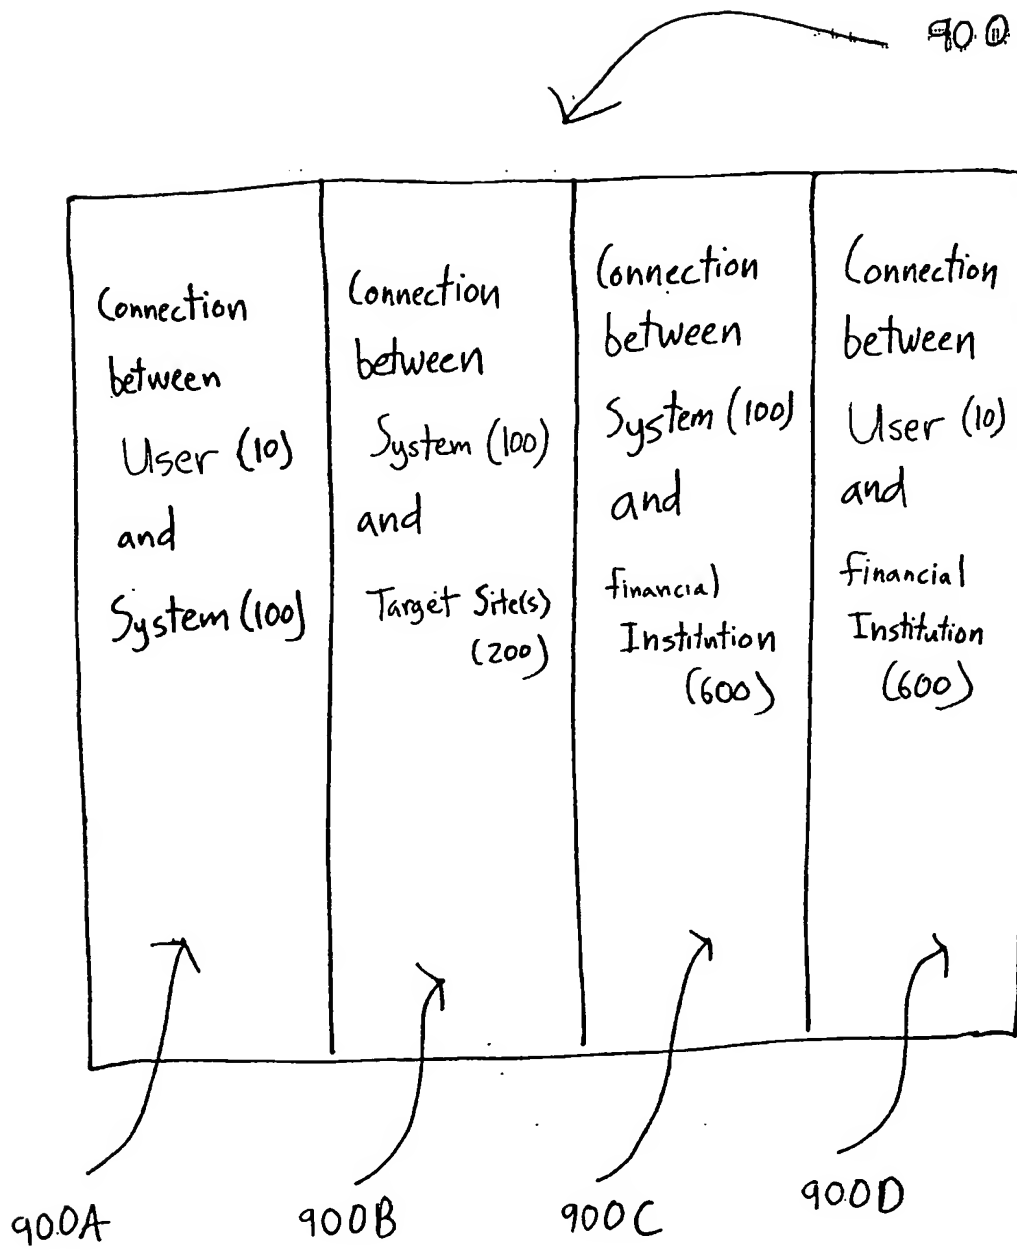 900
Connection
between
User (10)
and
System (100)
Connection
between
System (100)
and
Target Site(s)
(200)
Connection
between
System (100)
and
financial
Institution
(600)
Connection
between
User (10)
and
financial
Institution
(600)
900A
900B
900C
900D